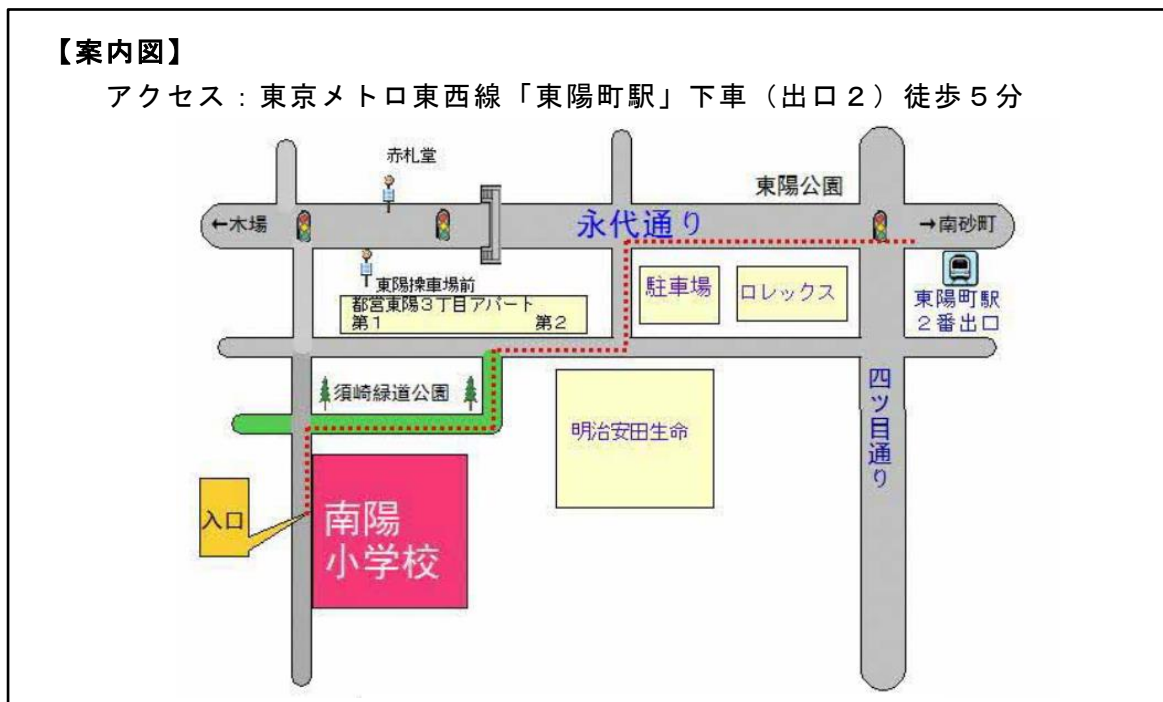 【案内図】
アクセス：東京メトロ東西線「東陽町駅」下車（出口２）徒歩５分
赤札堂
東陽公園
←木場
永代通り
→南砂町
東陽操車場前
駐車場
ロレックス
東陽町駅
２番出口
都営東陽３丁目アパート
第１
第２
須崎緑道公園
四ツ目通り
明治安田生命
入口
南陽
小学校